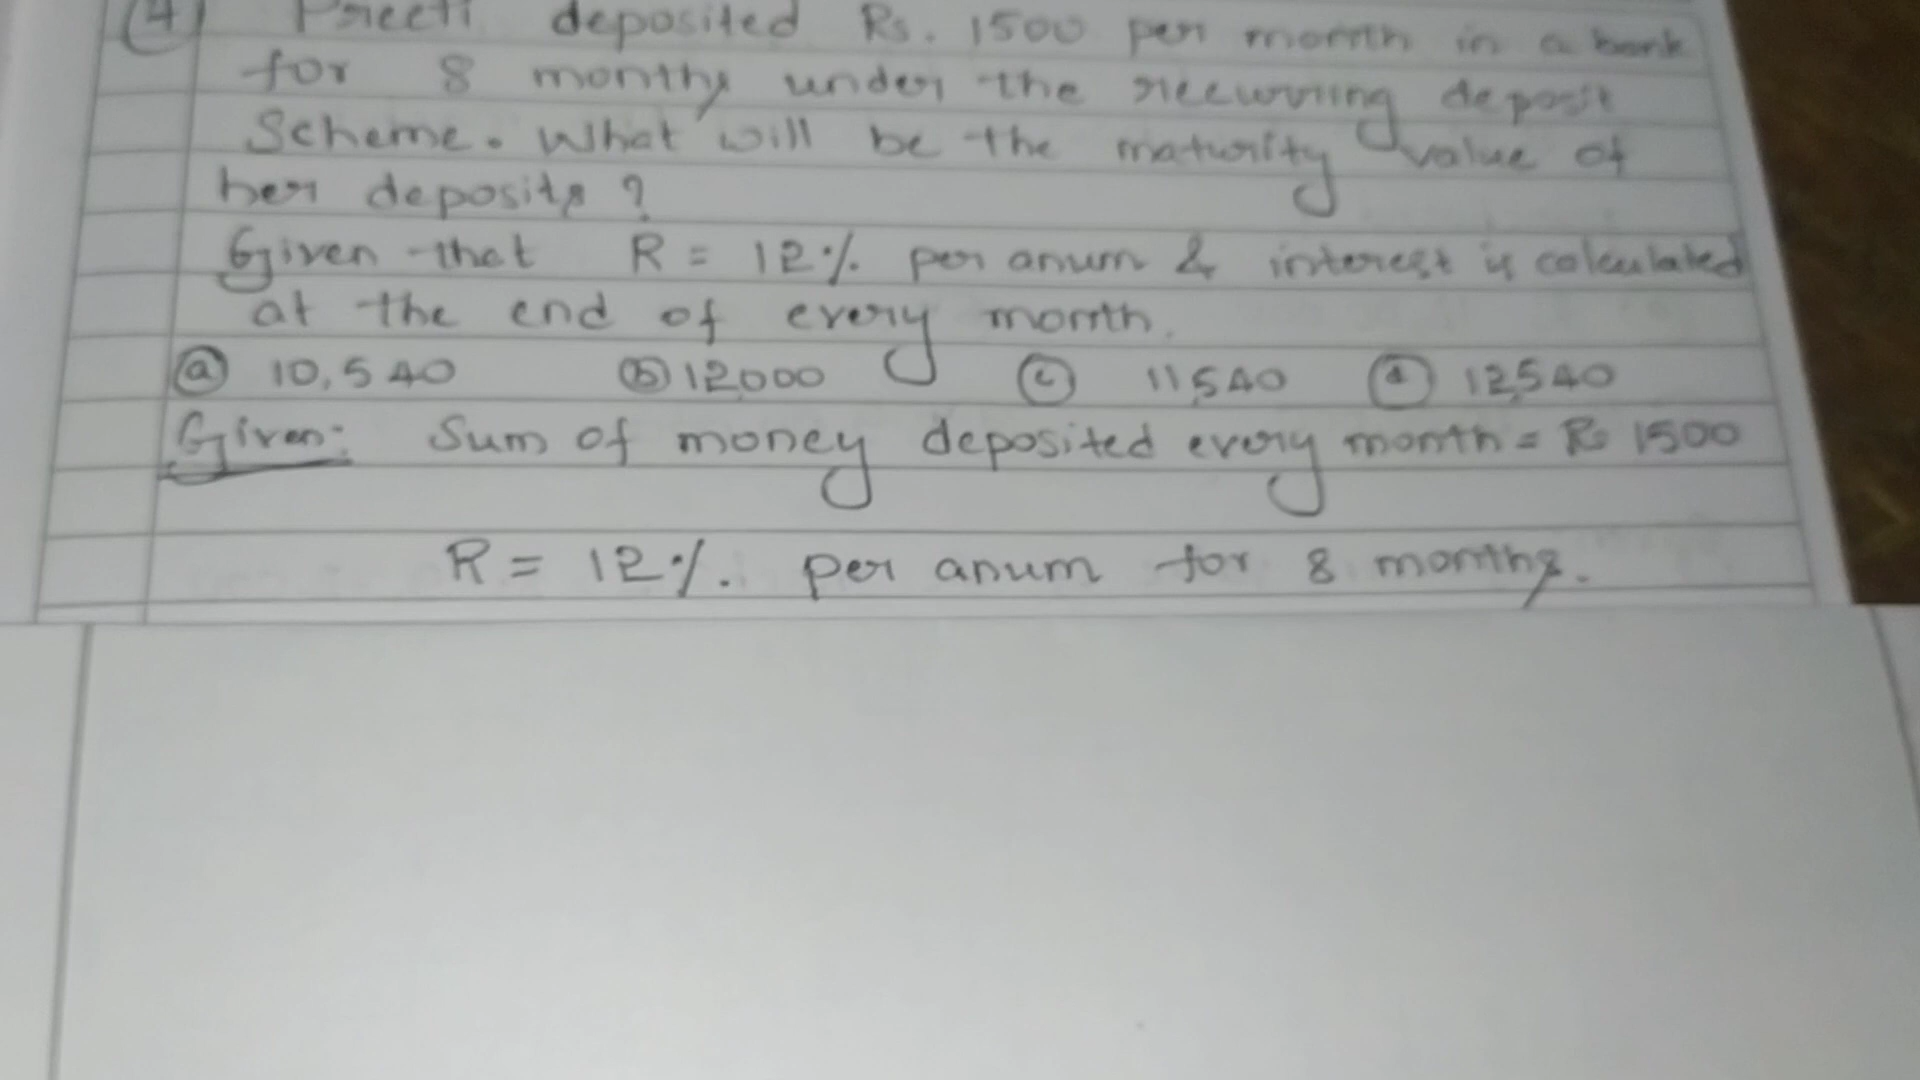 (4) Preeti deposited Rs. 1500 per month in a bank
for 8 months under the recurring deposit
Scheme. What will be the maturity value of
her deposits ?
Given that R = 12 % per anum & interest is calculated
at the end of every month.
(a) 10,540 (b) 12000 (c) 11540 (d) 12540
Given: Sum of money deposited every month = Rs 1500
R = 12 %. per anum for 8 months.